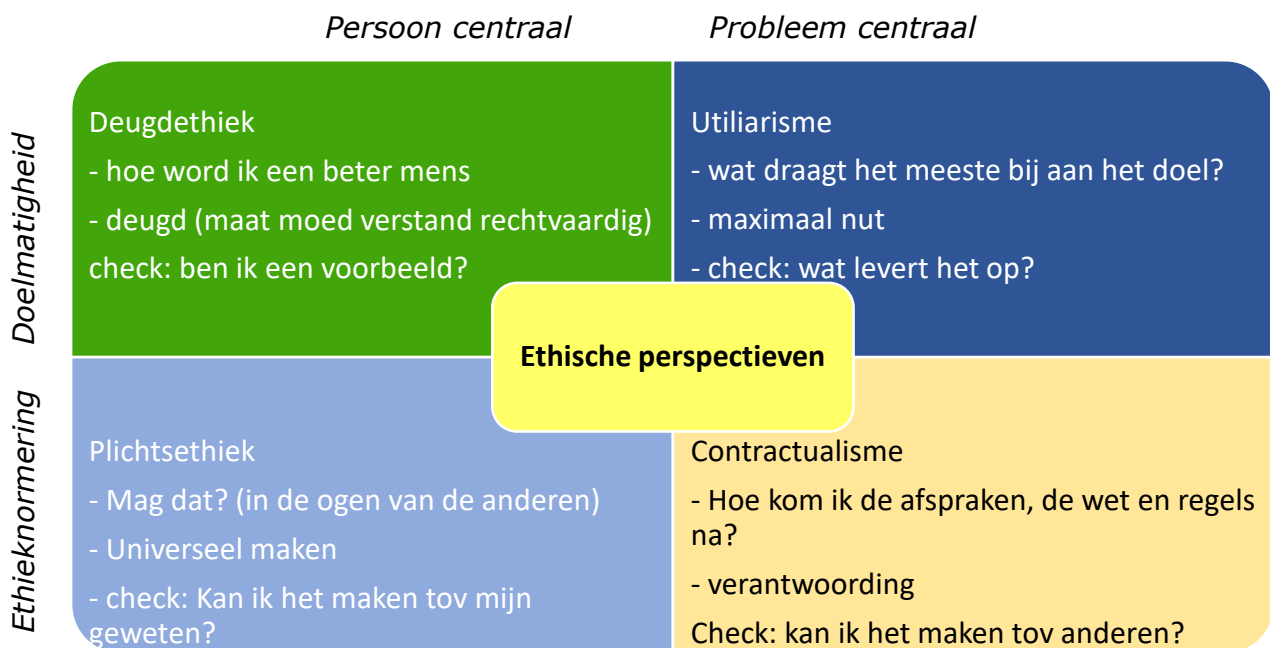 Persoon centraal
Probleem centraal
Doelmatigheid
Deugdethiek
- hoe word ik een beter mens
- deugd (maat moed verstand rechtvaardig)
check: ben ik een voorbeeld?
Utiliarisme
- wat draagt het meeste bij aan het doel?
- maximaal nut
- check: wat levert het op?
Ethische perspectieven
Ethieknormering
Plichtsethiek
- Mag dat? (in de ogen van de anderen)
- Universeel maken
- check: Kan ik het maken tov mijn
geweten?
Contractualisme
- Hoe kom ik de afspraken, de wet en regels
na?
- verantwoording
Check: kan ik het maken tov anderen?